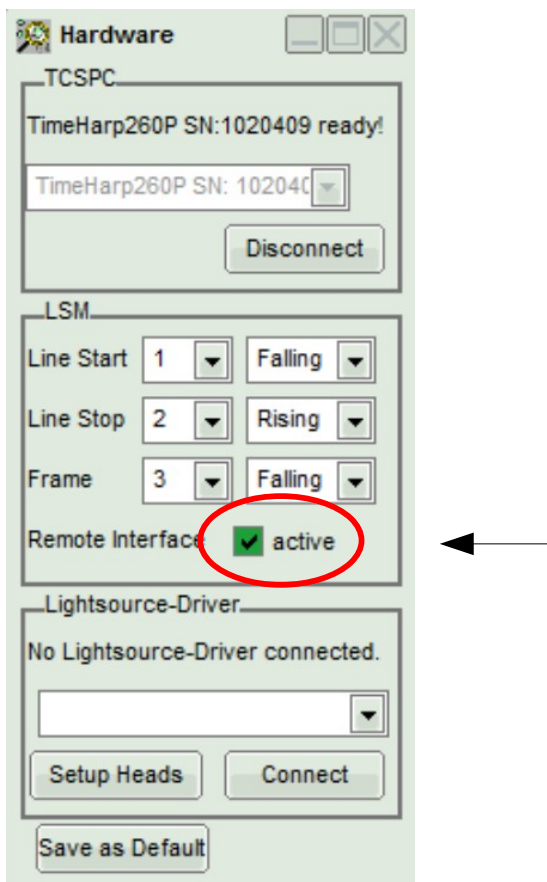 Hardware
TCSPC
TimeHarp260P SN:1020409 ready!
TimeHarp260P SN: 102040
Disconnect
LSM
Line Start 1 Falling
Line Stop 2 Rising
Frame 3 Falling
Remote Interface active
Lightsource-Driver
No Lightsource-Driver connected.
Setup Heads Connect
Save as Default